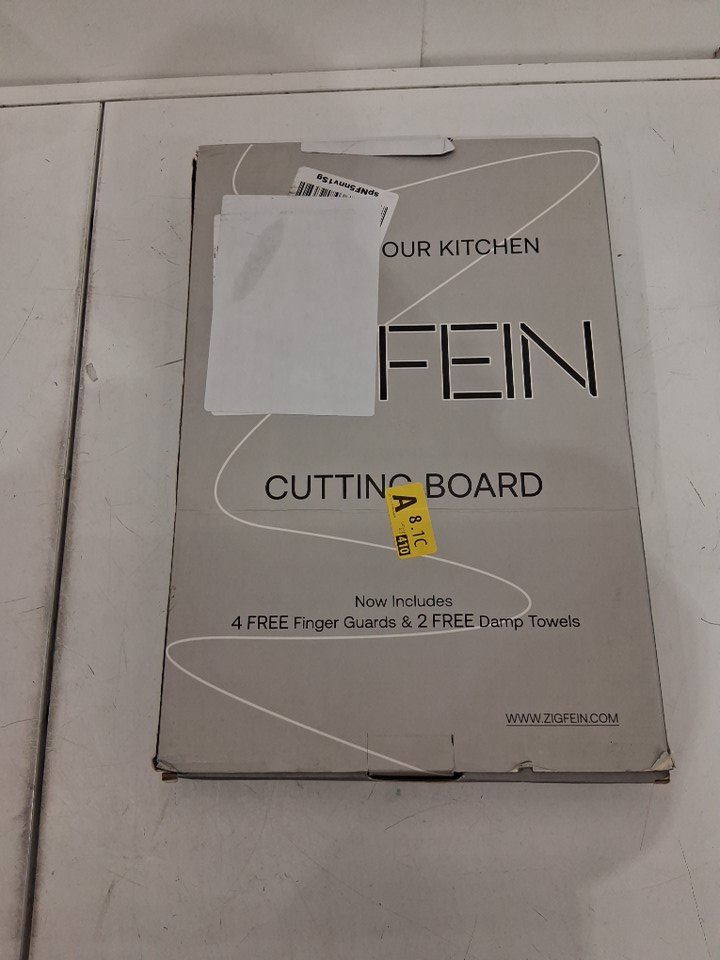 spNF5nnv1Sg
OUR KITCHEN
FEIN
CUTTING BOARD
A
8.1C
410
Now Includes
4 FREE Finger Guards & 2 FREE Damp Towels
WWW.ZIGFEIN.COM